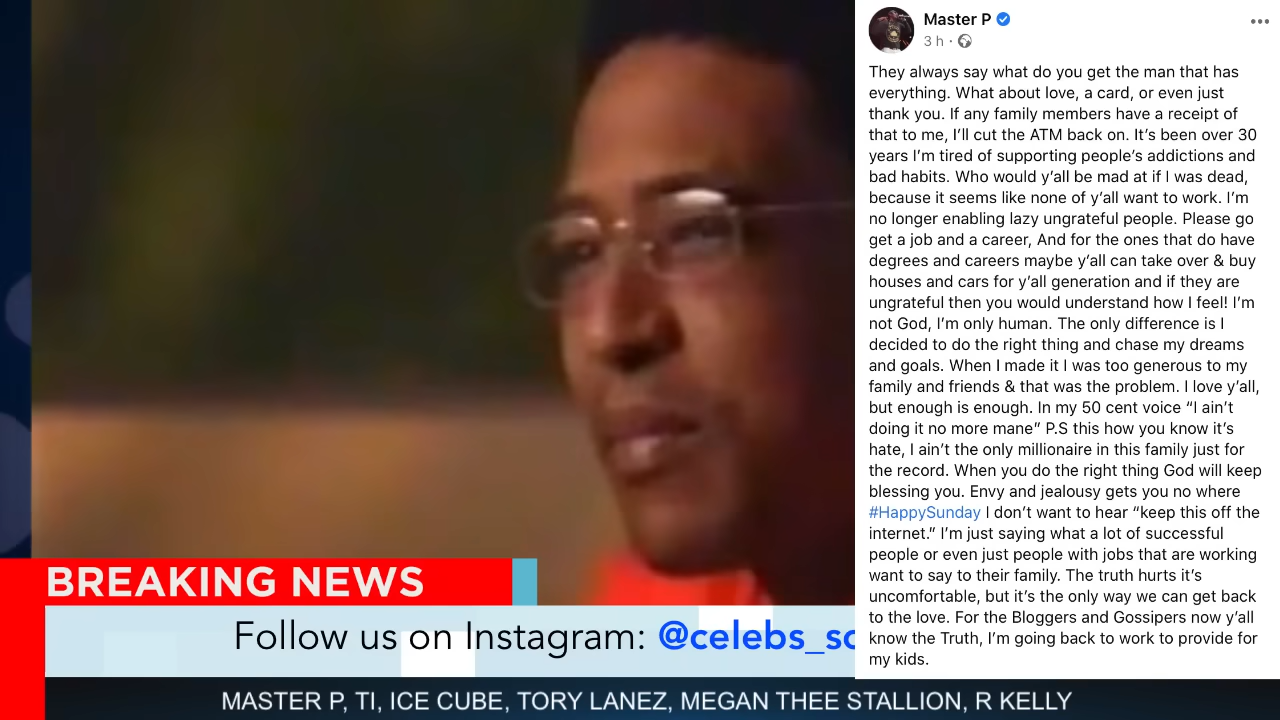 Master P
3 h ·
They always say what do you get the man that has
everything. What about love, a card, or even just
thank you. If any family members have a receipt of
that to me, I’ll cut the ATM back on. It’s been over 30
years I’m tired of supporting people’s addictions and
bad habits. Who would y’all be mad at if I was dead,
because it seems like none of y’all want to work. I’m
no longer enabling lazy ungrateful people. Please go
get a job and a career, And for the ones that do have
degrees and careers maybe y’all can take over & buy
houses and cars for y’all generation and if they are
ungrateful then you would understand how I feel! I’m
not God, I’m only human. The only difference is I
decided to do the right thing and chase my dreams
and goals. When I made it I was too generous to my
family and friends & that was the problem. I love y’all,
but enough is enough. In my 50 cent voice “I ain’t
doing it no more mane” P.S this how you know it’s
hate, I ain’t the only millionaire in this family just for
the record. When you do the right thing God will keep
blessing you. Envy and jealousy gets you no where
#HappySunday I don’t want to hear “keep this off the
internet.” I’m just saying what a lot of successful
people or even just people with jobs that are working
want to say to their family. The truth hurts it’s
uncomfortable, but it’s the only way we can get back
to the love. For the Bloggers and Gossipers now y’all
know the Truth, I’m going back to work to provide for
my kids.
BREAKING NEWS
Follow us on Instagram: @celebs_sc
MASTER P, TI, ICE CUBE, TORY LANEZ, MEGAN THEE STALLION, R KELLY